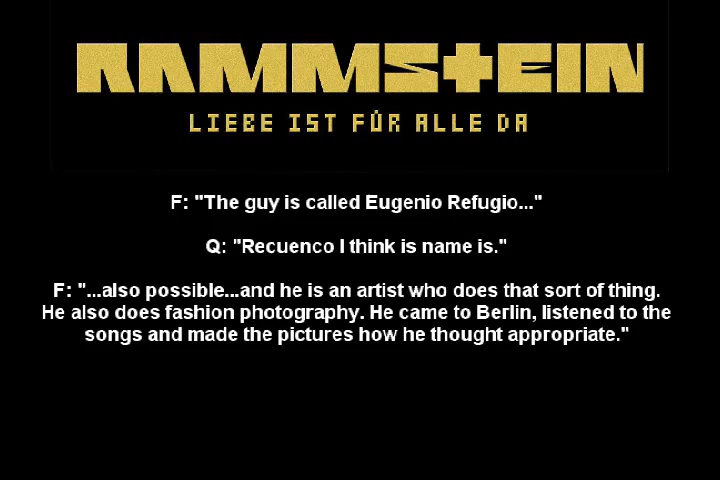 RAMMSTEIN
LIEBE IST FÜR ALLE DA
F: "The guy is called Eugenio Refugio..."
Q: "Recuenco I think is name is."
F: "...also possible...and he is an artist who does that sort of thing.
He also does fashion photography. He came to Berlin, listened to the
songs and made the pictures how he thought appropriate."